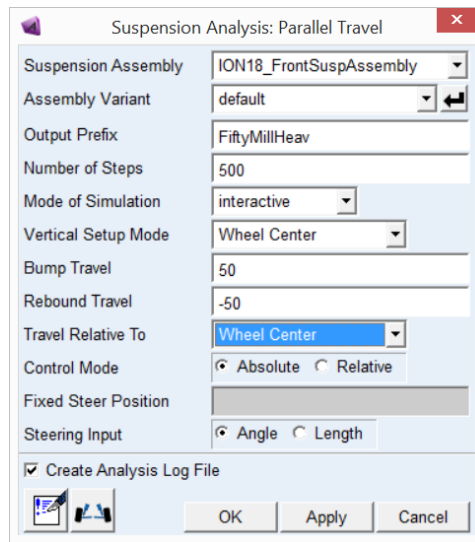 Suspension Analysis: Parallel Travel
x
Suspension Assembly ION18_FrontSuspAssembly
Assembly Variant default
Output Prefix FiftyMillHeav
Number of Steps 500
Mode of Simulation interactive
Vertical Setup Mode Wheel Center
Bump Travel 50
Rebound Travel -50
Travel Relative To Wheel Center
Control Mode Absolute Relative
Fixed Steer Position
Steering Input Angle Length
Create Analysis Log File
OK Apply Cancel